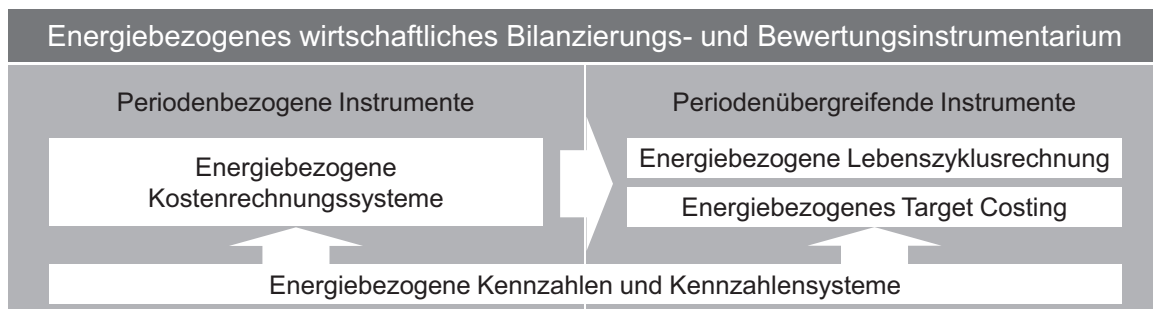 Energiebezogenes wirtschaftliches Bilanzierungs- und Bewertungsinstrumentarium
Periodenbezogene Instrumente
Energiebezogene
Kostenrechnungssysteme
Periodenübergreifende Instrumente
Energiebezogene Lebenszyklusrechnung
Energiebezogenes Target Costing
Energiebezogene Kennzahlen und Kennzahlensysteme